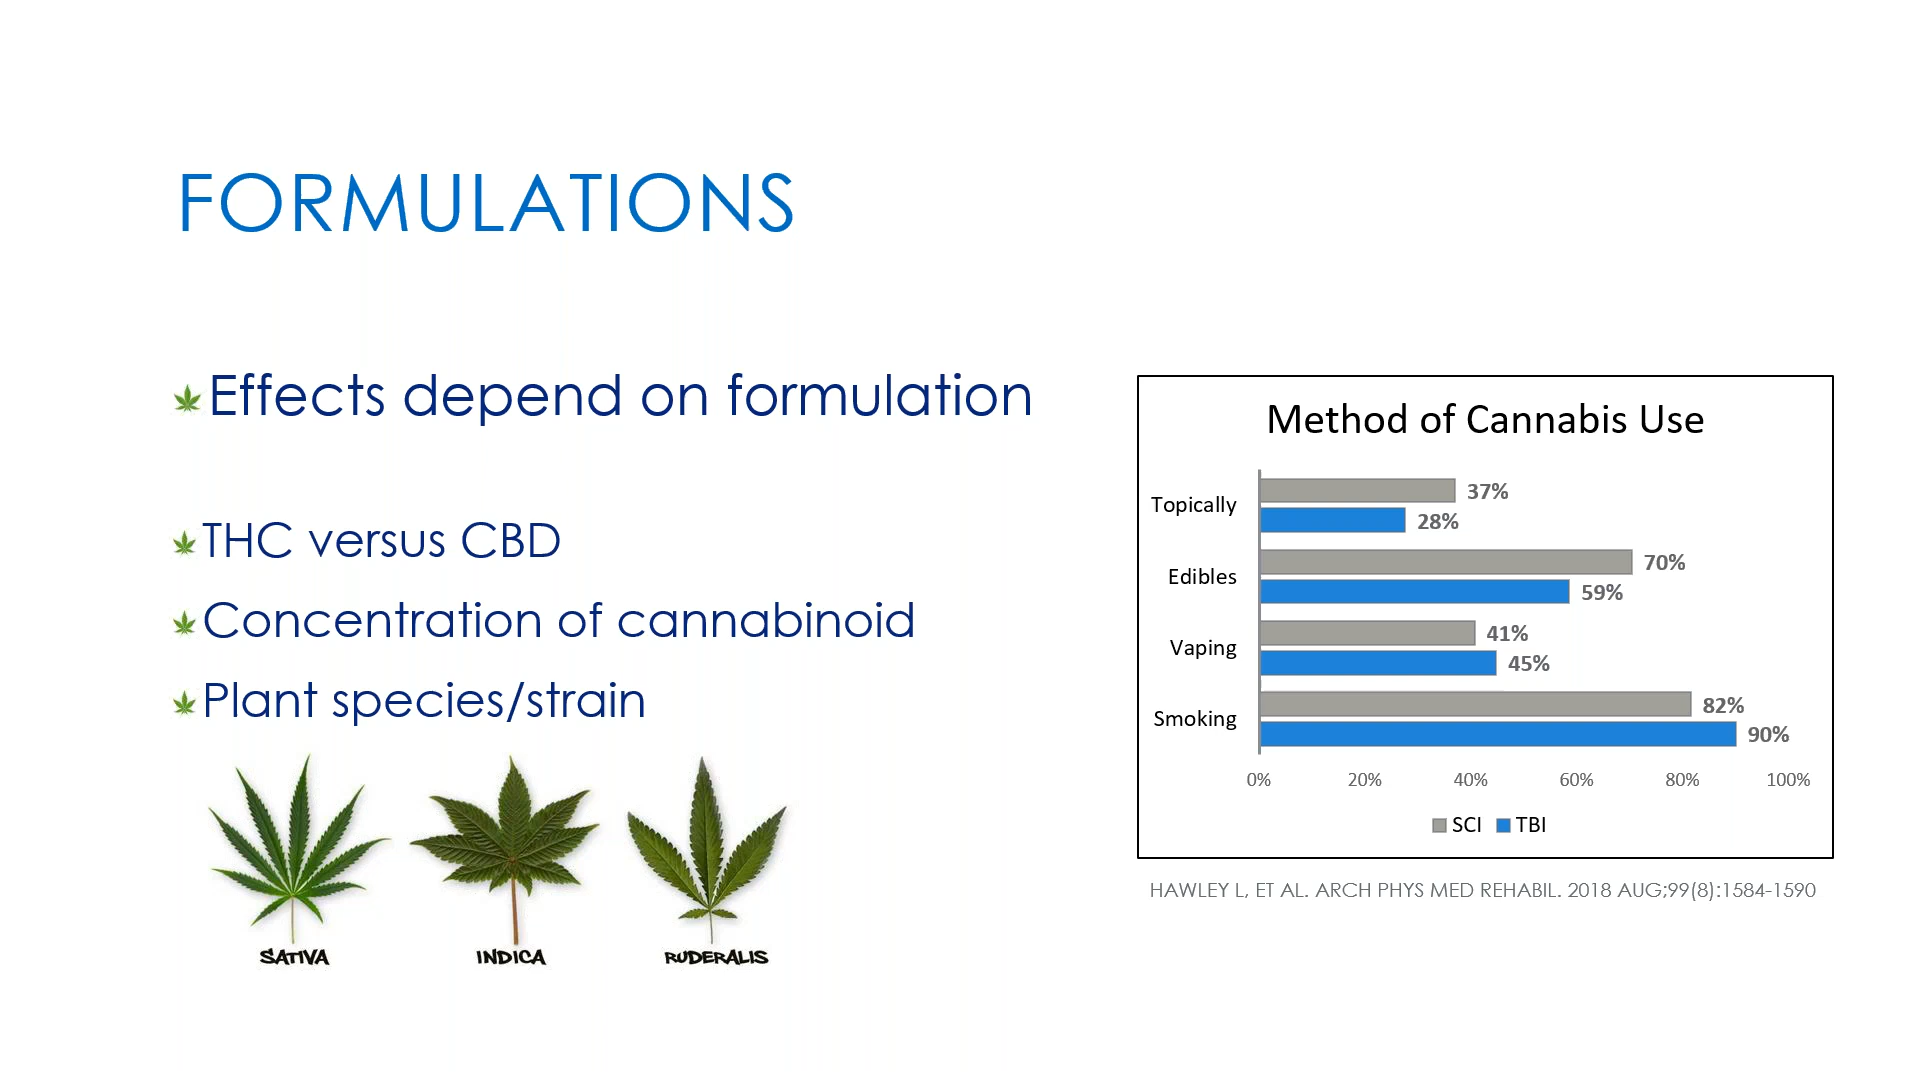 FORMULATIONS
Effects depend on formulation
THC versus CBD
Concentration of cannabinoid
Plant species/strain
SATIVA
INDICA
RUDERALIS
Method of Cannabis Use
Topically
37%
28%
Edibles
70%
59%
Vaping
41%
45%
Smoking
82%
90%
0% 20% 40% 60% 80% 100%
SCI TBI
HAWLEY L, ET AL. ARCH PHYS MED REHABIL. 2018 AUG;99(8):1584-1590